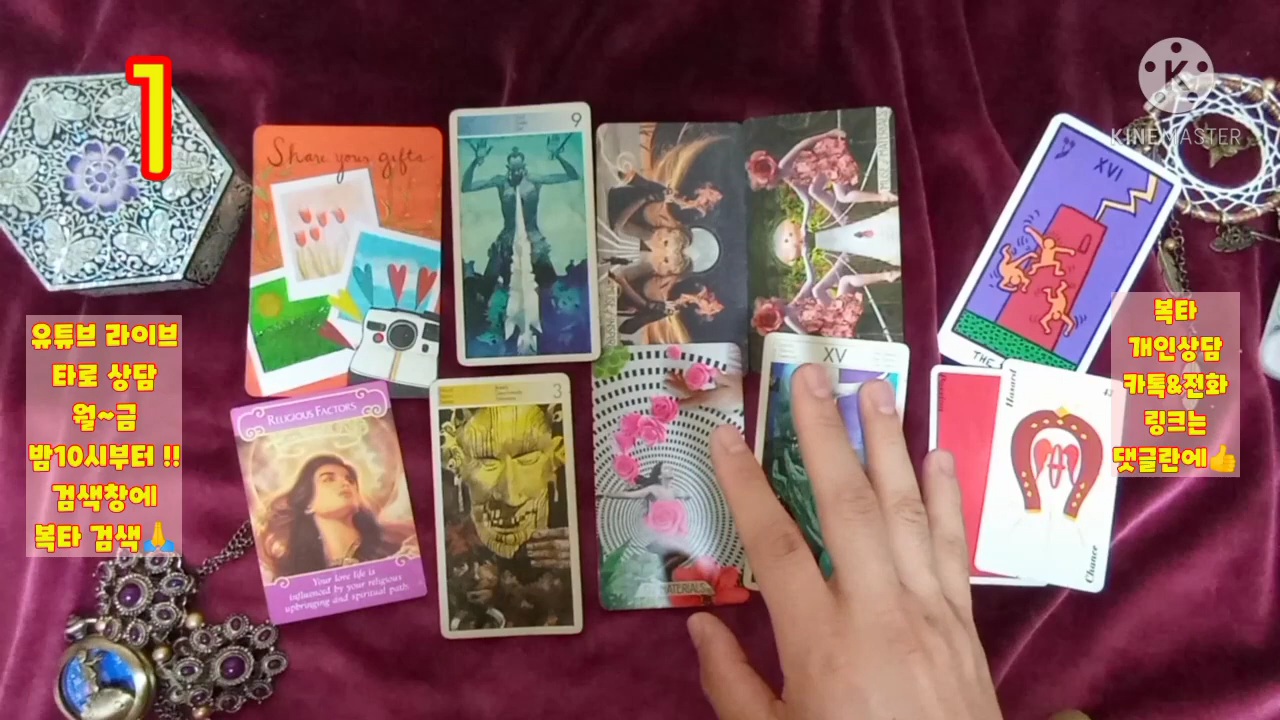 1
KINEMASTER
유튜브 라이브
타로 상담
월~금
밤10시부터 !!
검색창에
복타 검색🙏
복타
개인상담
카톡&전화
링크는
댓글란에👍
Share your gifts
9
XVI
THE
RELIGIOUS FACTORS
Your love life is
influenced by your religious
upbringing and spiritual path.
3
MATERIALS
XV
Hasard
Chance